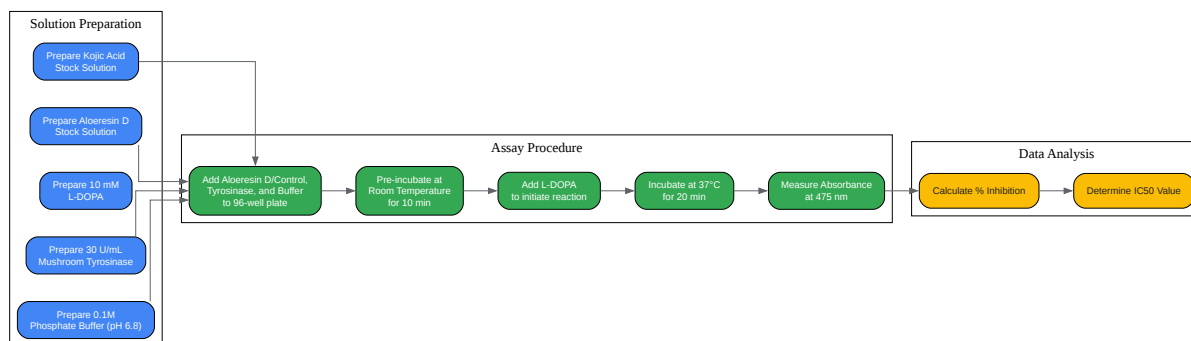 Solution Preparation
Prepare Kojic Acid
Stock Solution
Prepare Aloeresin D
Stock Solution
Prepare 10 mM
L-DOPA
Prepare 30 U/mL
Mushroom Tyrosinase
Prepare 0.1M
Phosphate Buffer (pH 6.8)
Assay Procedure
Add Aloeresin D/Control,
Tyrosinase, and Buffer
to 96-well plate
Pre-incubate at
Room Temperature
for 10 min
Add L-DOPA
to initiate reaction
Incubate at 37°C
for 20 min
Measure Absorbance
at 475 nm
Data Analysis
Calculate % Inhibition
Determine IC50 Value